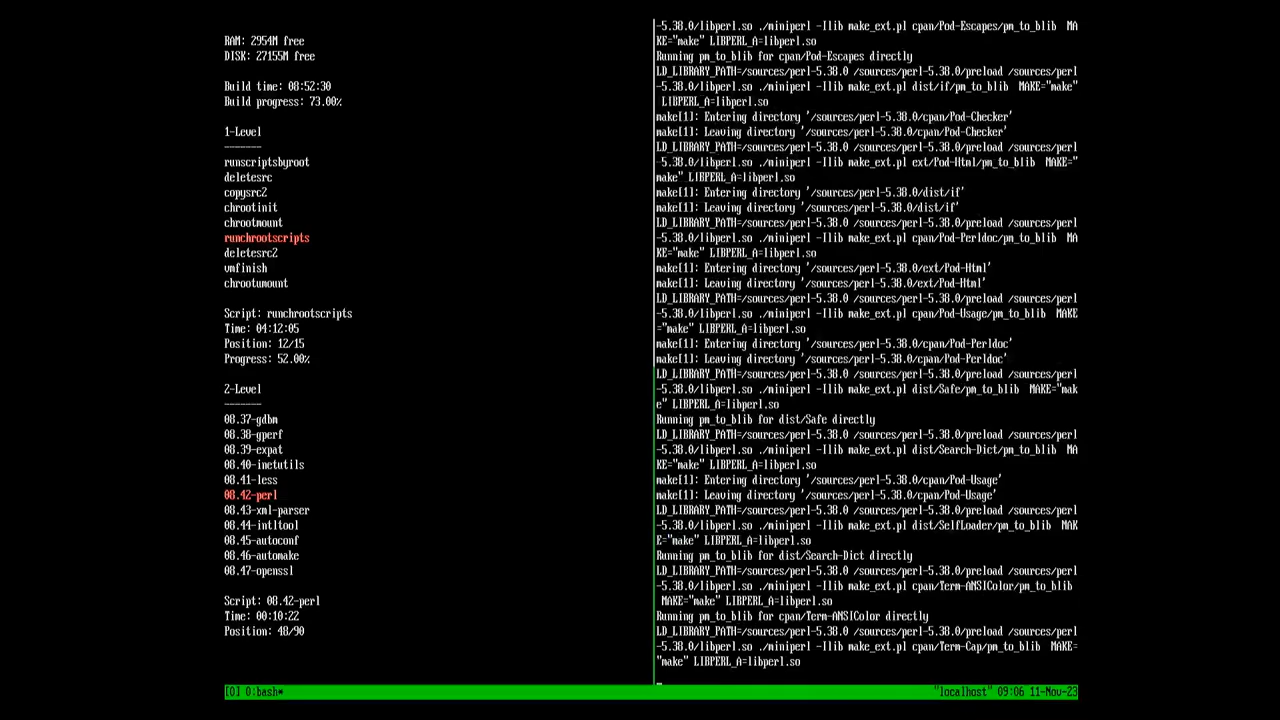 RAM: 2954M free
DISK: 27155M free
Build time: 08:52:30
Build progress: 73.00%
1-Level
-------
runscriptsbyroot
deletesrc
copysrc2
chrootinit
chrootmount
runchrootscripts
deletesrc2
vmfinish
chrootumount
Script: runchrootscripts
Time: 04:12:05
Position: 12/15
Progress: 52.00%
2-Level
-------
08.37-gdbm
08.38-gperf
08.39-expat
08.40-inetutils
08.41-less
08.42-perl
08.43-xml-parser
08.44-intltool
08.45-autoconf
08.46-automake
08.47-openssl
Script: 08.42-perl
Time: 00:10:22
Position: 48/90
-5.38.0/libperl.so ./miniperl -Ilib make_ext.pl cpan/Pod-Escapes/pm_to_blib  MA
KE="make" LIBPERL_A=libperl.so
Running pm_to_blib for cpan/Pod-Escapes directly
LD_LIBRARY_PATH=/sources/perl-5.38.0 /sources/perl-5.38.0/preload /sources/perl
-5.38.0/libperl.so ./miniperl -Ilib make_ext.pl dist/if/pm_to_blib  MAKE="make"
 LIBPERL_A=libperl.so
make[1]: Entering directory '/sources/perl-5.38.0/cpan/Pod-Checker'
make[1]: Leaving directory '/sources/perl-5.38.0/cpan/Pod-Checker'
LD_LIBRARY_PATH=/sources/perl-5.38.0 /sources/perl-5.38.0/preload /sources/perl
-5.38.0/libperl.so ./miniperl -Ilib make_ext.pl ext/Pod-Html/pm_to_blib  MAKE="
make" LIBPERL_A=libperl.so
make[1]: Entering directory '/sources/perl-5.38.0/dist/if'
make[1]: Leaving directory '/sources/perl-5.38.0/dist/if'
LD_LIBRARY_PATH=/sources/perl-5.38.0 /sources/perl-5.38.0/preload /sources/perl
-5.38.0/libperl.so ./miniperl -Ilib make_ext.pl cpan/Pod-Perldoc/pm_to_blib  MA
KE="make" LIBPERL_A=libperl.so
make[1]: Entering directory '/sources/perl-5.38.0/ext/Pod-Html'
make[1]: Leaving directory '/sources/perl-5.38.0/ext/Pod-Html'
LD_LIBRARY_PATH=/sources/perl-5.38.0 /sources/perl-5.38.0/preload /sources/perl
-5.38.0/libperl.so ./miniperl -Ilib make_ext.pl cpan/Pod-Usage/pm_to_blib  MAKE
="make" LIBPERL_A=libperl.so
make[1]: Entering directory '/sources/perl-5.38.0/cpan/Pod-Perldoc'
make[1]: Leaving directory '/sources/perl-5.38.0/cpan/Pod-Perldoc'
LD_LIBRARY_PATH=/sources/perl-5.38.0 /sources/perl-5.38.0/preload /sources/perl
-5.38.0/libperl.so ./miniperl -Ilib make_ext.pl dist/Safe/pm_to_blib  MAKE="mak
e" LIBPERL_A=libperl.so
Running pm_to_blib for dist/Safe directly
LD_LIBRARY_PATH=/sources/perl-5.38.0 /sources/perl-5.38.0/preload /sources/perl
-5.38.0/libperl.so ./miniperl -Ilib make_ext.pl dist/Search-Dict/pm_to_blib  MA
KE="make" LIBPERL_A=libperl.so
make[1]: Entering directory '/sources/perl-5.38.0/cpan/Pod-Usage'
make[1]: Leaving directory '/sources/perl-5.38.0/cpan/Pod-Usage'
LD_LIBRARY_PATH=/sources/perl-5.38.0 /sources/perl-5.38.0/preload /sources/perl
-5.38.0/libperl.so ./miniperl -Ilib make_ext.pl dist/SelfLoader/pm_to_blib  MAK
E="make" LIBPERL_A=libperl.so
Running pm_to_blib for dist/Search-Dict directly
LD_LIBRARY_PATH=/sources/perl-5.38.0 /sources/perl-5.38.0/preload /sources/perl
-5.38.0/libperl.so ./miniperl -Ilib make_ext.pl cpan/Term-ANSIColor/pm_to_blib
 MAKE="make" LIBPERL_A=libperl.so
Running pm_to_blib for cpan/Term-ANSIColor directly
LD_LIBRARY_PATH=/sources/perl-5.38.0 /sources/perl-5.38.0/preload /sources/perl
-5.38.0/libperl.so ./miniperl -Ilib make_ext.pl cpan/Term-Cap/pm_to_blib  MAKE=
"make" LIBPERL_A=libperl.so
[0] 0:bash* "localhost" 09:06 11-Nov-23